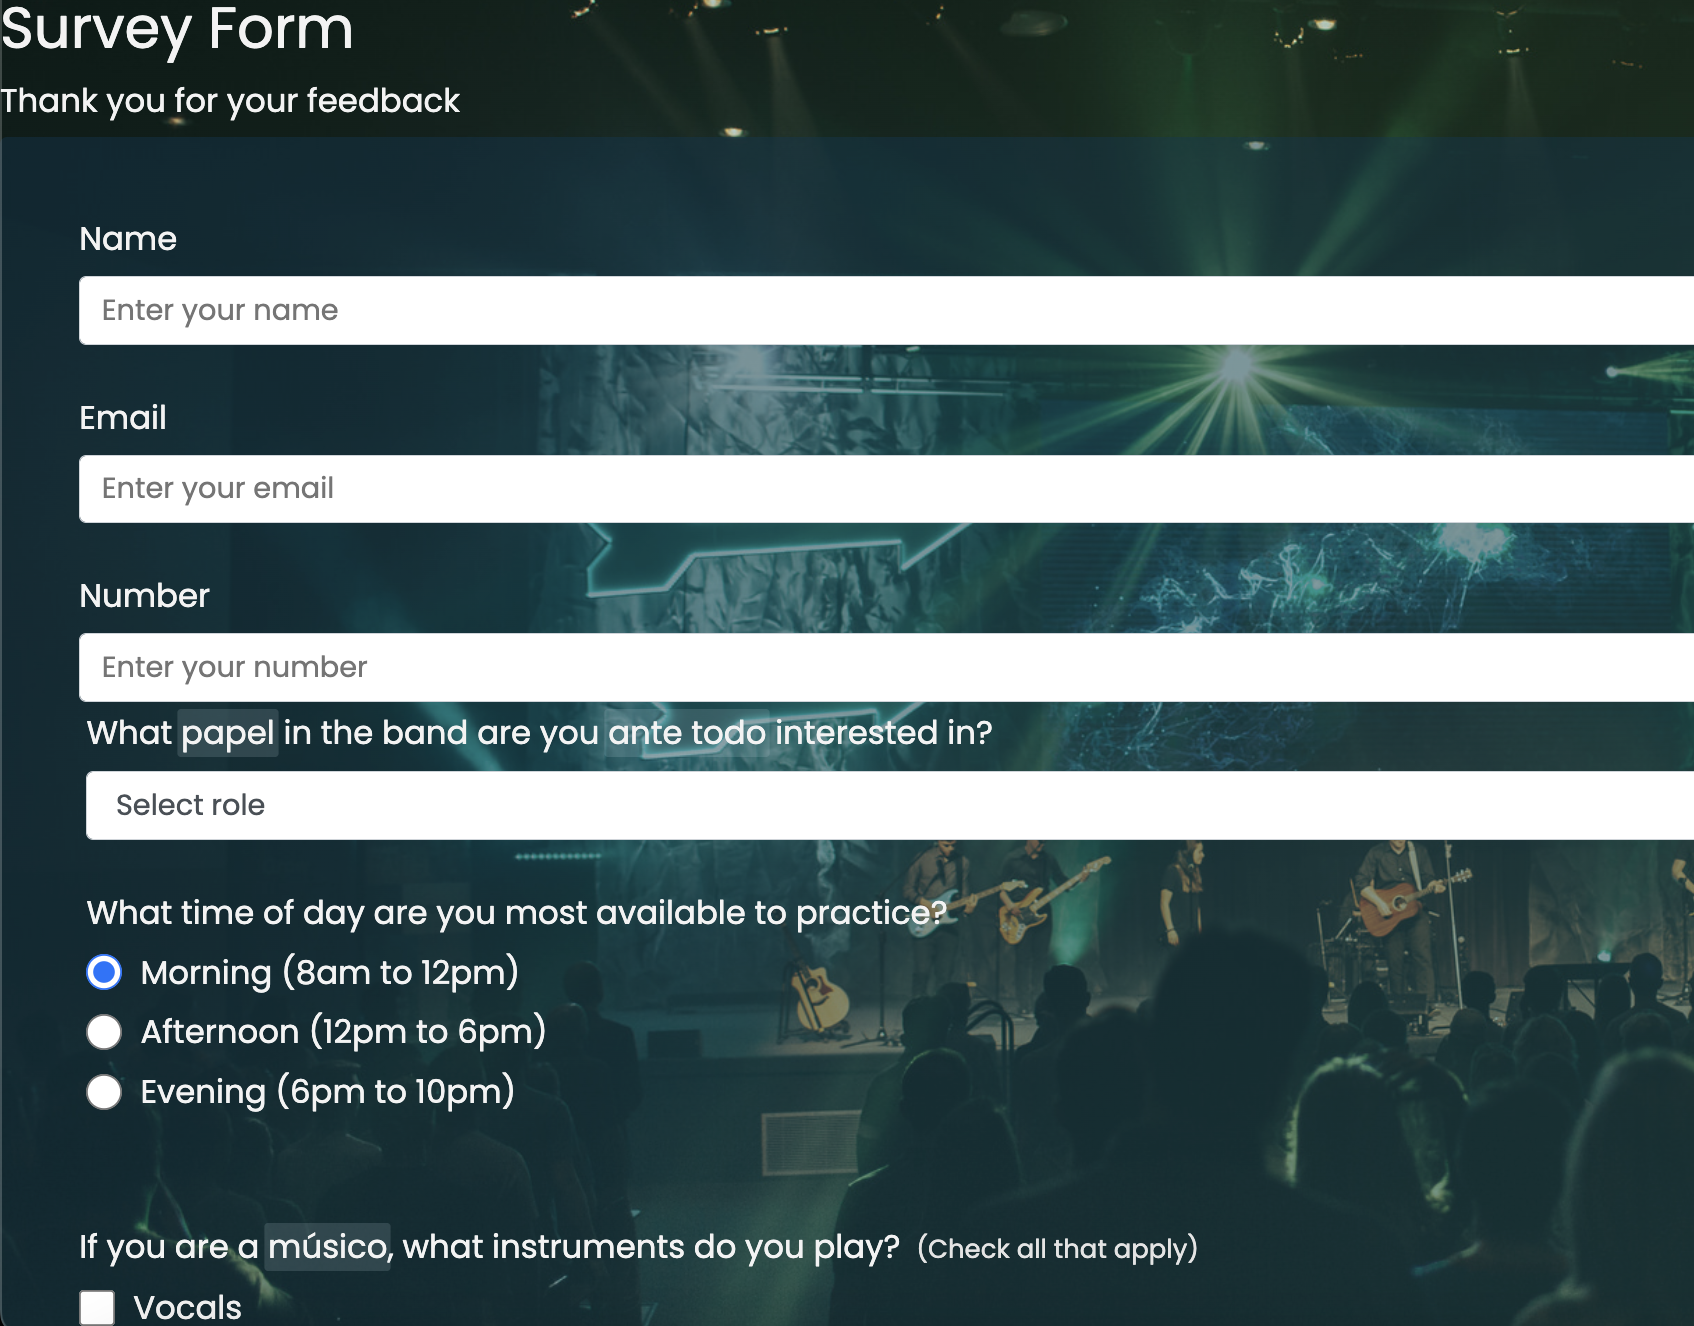 Survey Form
Thank you for your feedback
Name
Enter your name
Email
Enter your email
Number
Enter your number
What papel in the band are you ante todo interested in?
Select role
What time of day are you most available to practice?
Morning (8am to 12pm)
Afternoon (12pm to 6pm)
Evening (6pm to 10pm)
If you are a músico, what instruments do you play? (Check all that apply)
Vocals